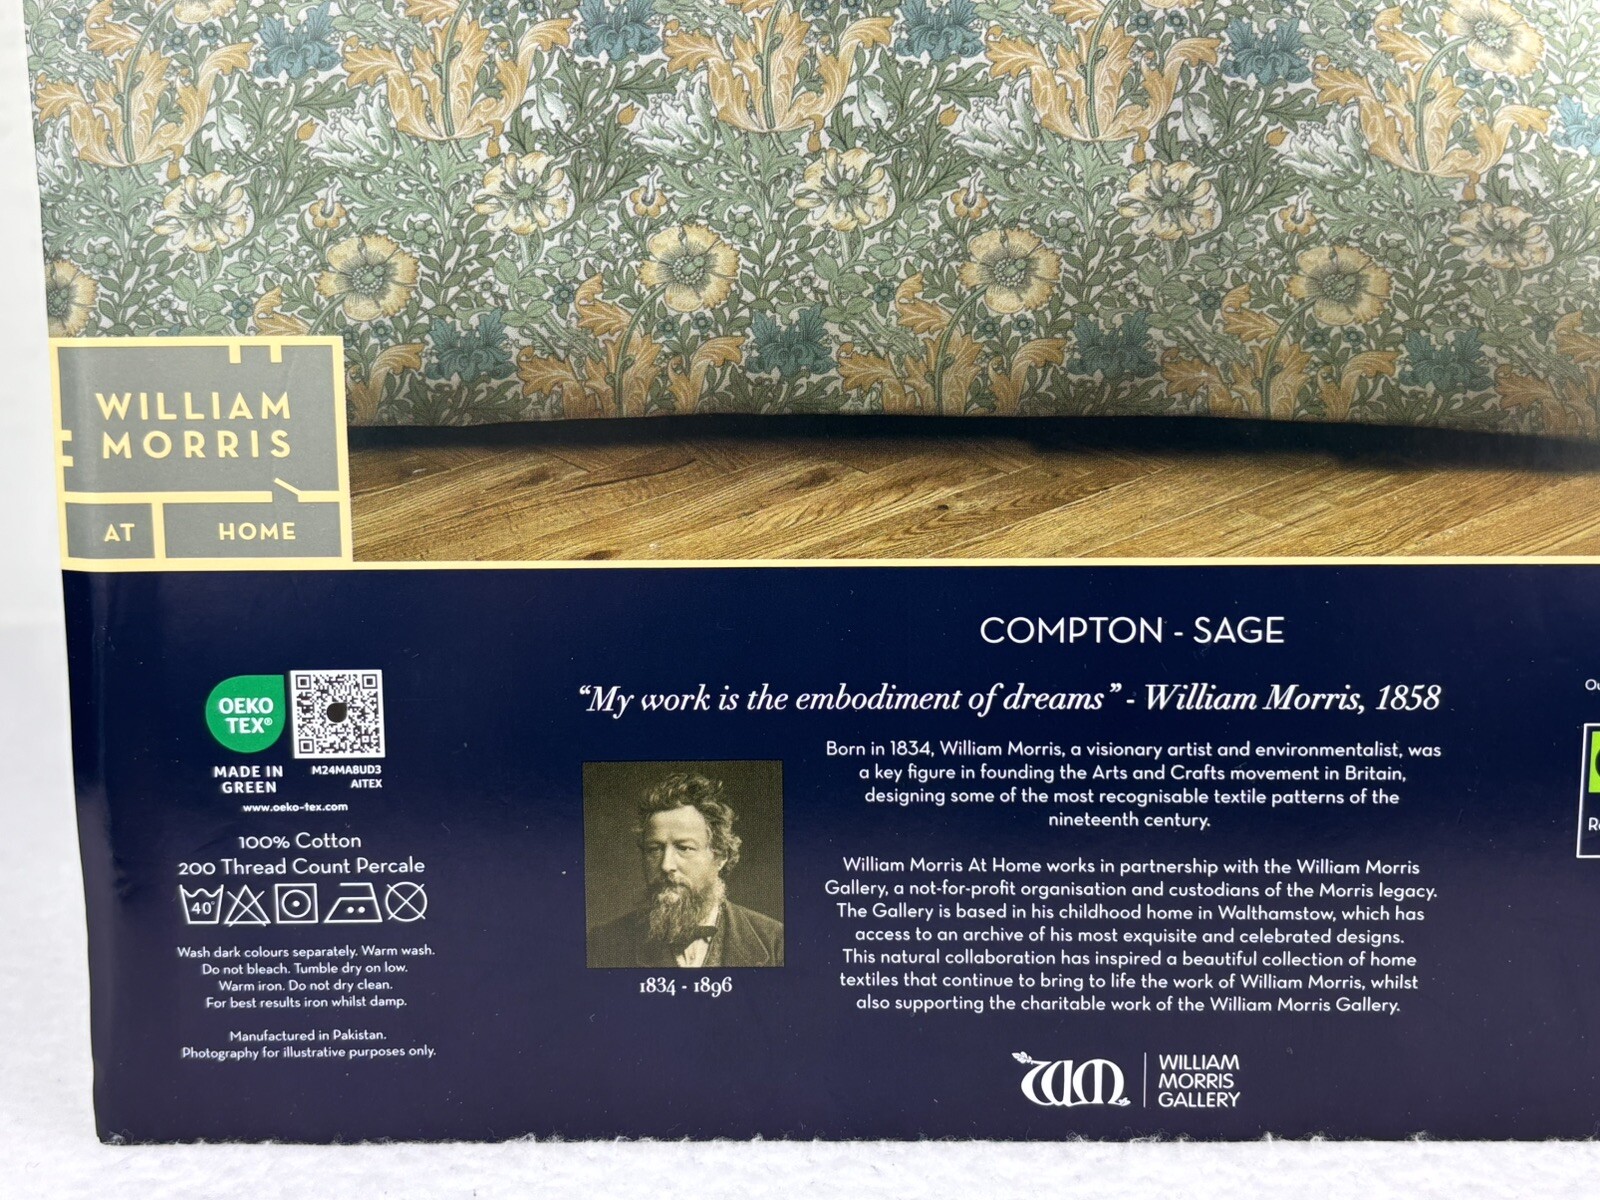 WILLIAM
MORRIS
AT HOME
COMPTON - SAGE
“My work is the embodiment of dreams” - William Morris, 1858
OEKO
TEX®
MADE IN
GREEN
M24MABUD3
AITEX
www.oeko-tex.com
100% Cotton
200 Thread Count Percale
40°
Wash dark colours separately. Warm wash.
Do not bleach. Tumble dry on low.
Warm iron. Do not dry clean.
For best results iron whilst damp.
Manufactured in Pakistan.
Photography for illustrative purposes only.
1834 - 1896
Born in 1834, William Morris, a visionary artist and environmentalist, was
a key figure in founding the Arts and Crafts movement in Britain,
designing some of the most recognisable textile patterns of the
nineteenth century.
William Morris At Home works in partnership with the William Morris
Gallery, a not-for-profit organisation and custodians of the Morris legacy.
The Gallery is based in his childhood home in Walthamstow, which has
access to an archive of his most exquisite and celebrated designs.
This natural collaboration has inspired a beautiful collection of home
textiles that continue to bring to life the work of William Morris, whilst
also supporting the charitable work of the William Morris Gallery.
WM
WILLIAM
MORRIS
GALLERY